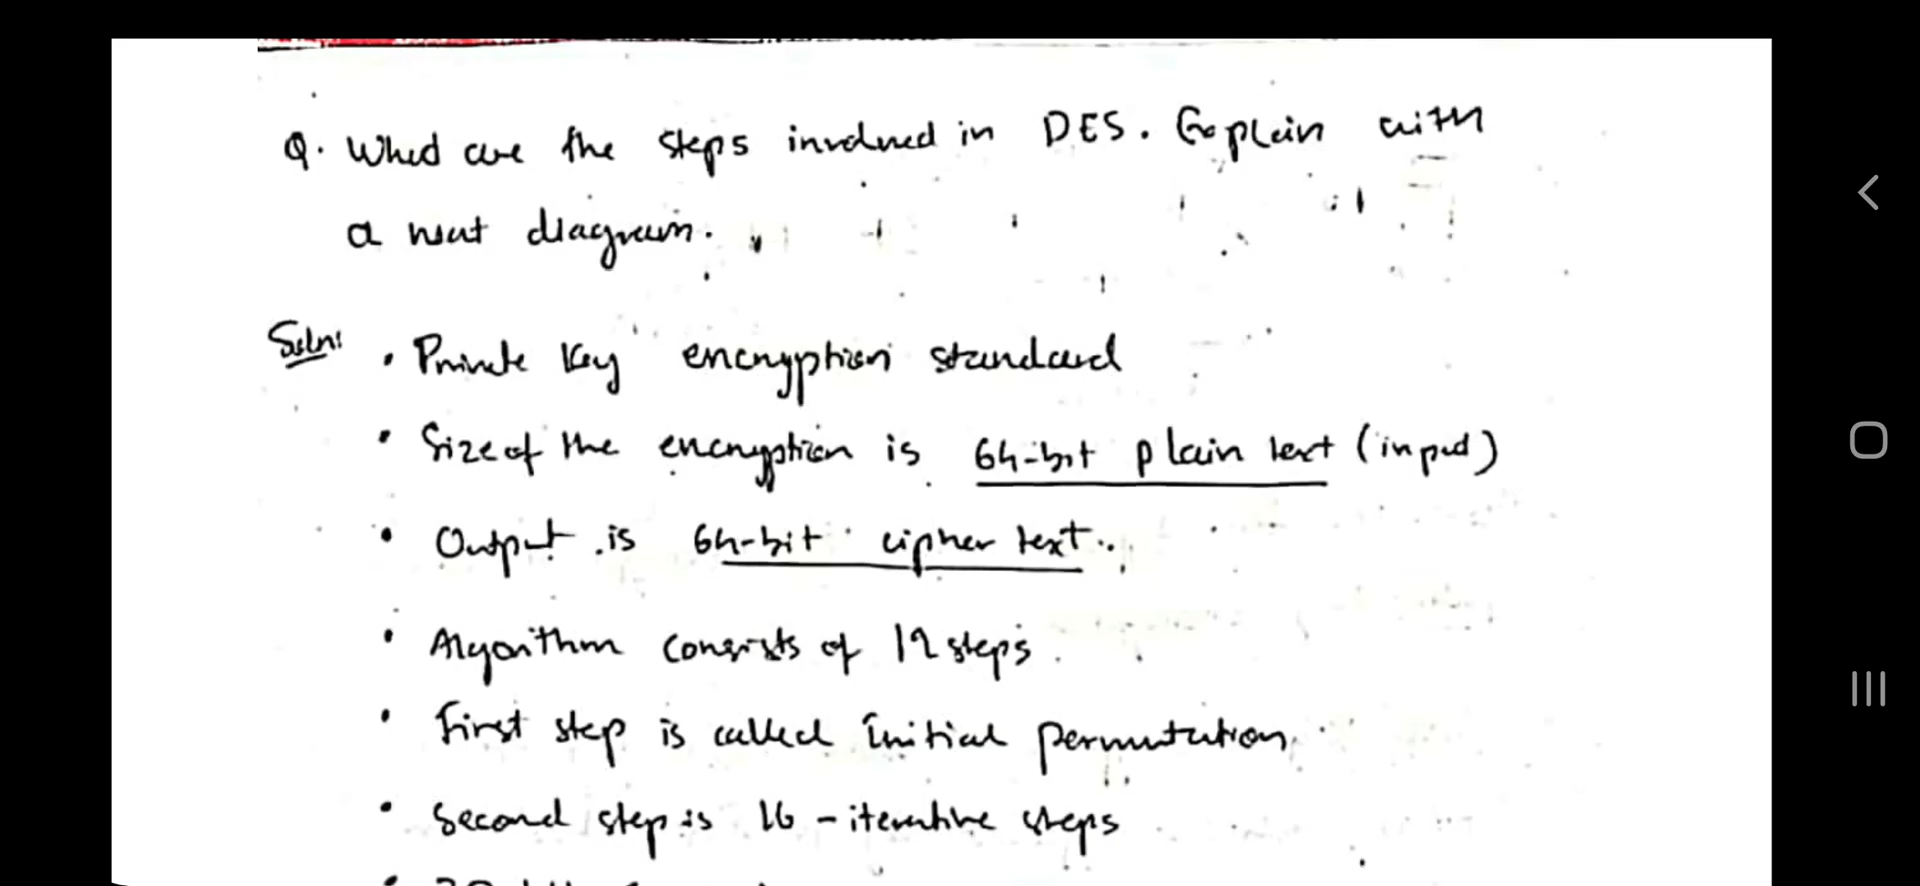 Q. What are the steps involved in DES. Explain with
a neat diagram.
Soln:
• Private key encryption standard
• Size of the encryption is 64-bit plain text (input)
• Output is 64-bit cipher text.
• Algorithm consists of 19 steps.
• First step is called Initial permutation.
• Second step is 16 - iterative steps